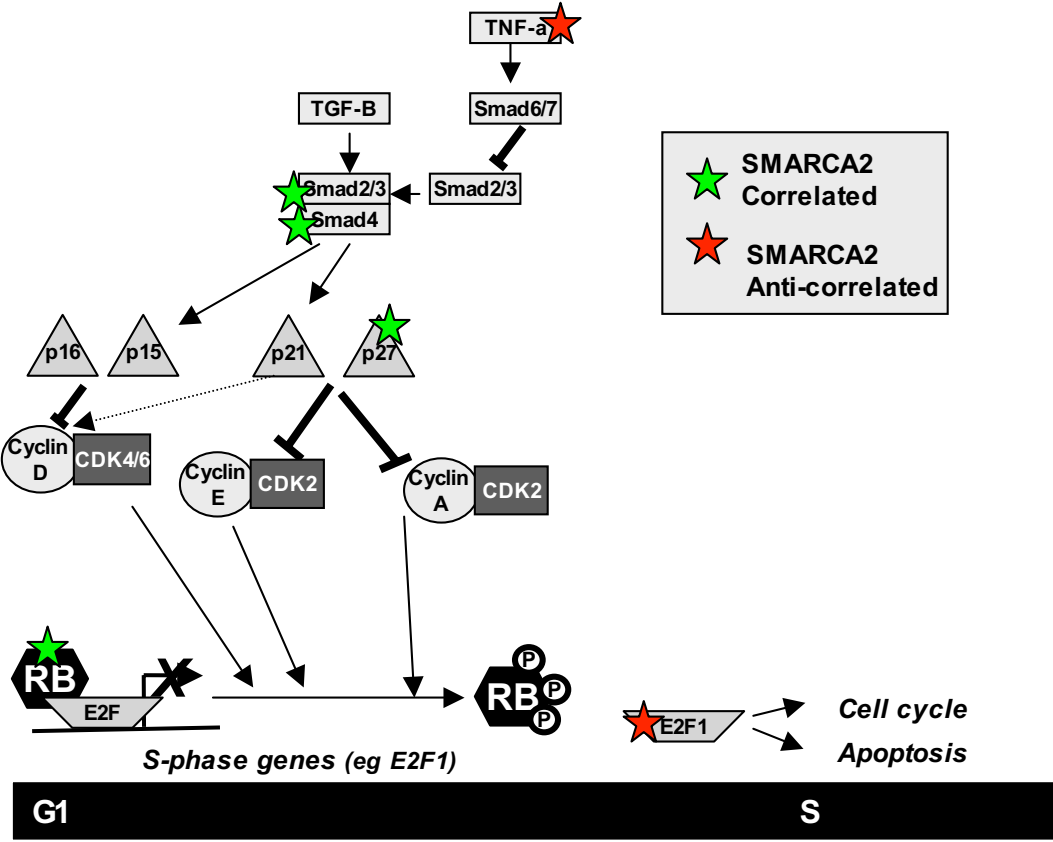 TNF-a
TGF-B
Smad6/7
SMARCA2
Correlated
Smad2/3
Smad2/3
Smad4
SMARCA2
Anti-correlated
p16
p15
p21
p27
Cyclin
D
CDK4/6
Cyclin
E
CDK2
Cyclin
A
CDK2
RB
E2F
X
RB
P
P
P
E2F1
Cell cycle
Apoptosis
S-phase genes (eg E2F1)
G1
S